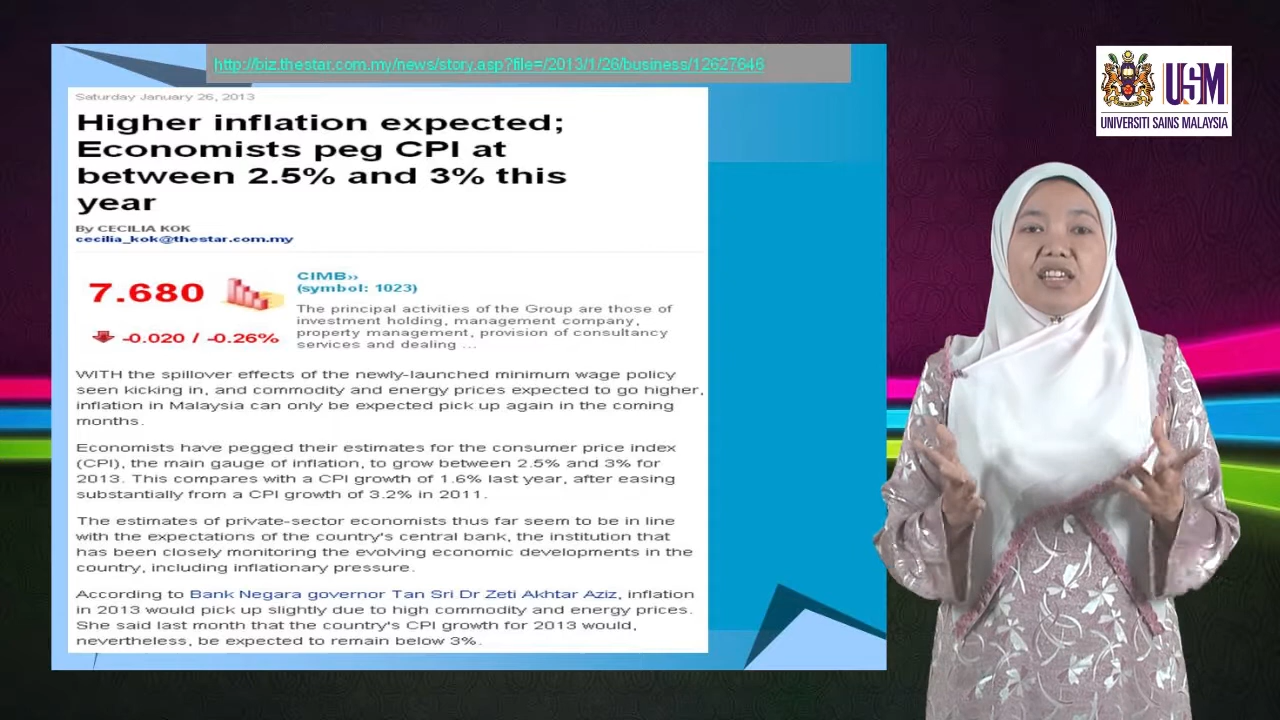 http://biz.thestar.com.my/news/story.asp?file=/2013/1/26/business/12627646
Saturday January 26, 2013
Higher inflation expected;
Economists peg CPI at
between 2.5% and 3% this
year
By CECILIA KOK
cecilia_kok@thestar.com.my
7.680
-0.020 / -0.26%
CIMB››
(symbol: 1023)
The principal activities of the Group are those of
investment holding, management company,
property management, provision of consultancy
services and dealing ...
WITH the spillover effects of the newly-launched minimum wage policy
seen kicking in, and commodity and energy prices expected to go higher,
inflation in Malaysia can only be expected pick up again in the coming
months.
Economists have pegged their estimates for the consumer price index
(CPI), the main gauge of inflation, to grow between 2.5% and 3% for
2013. This compares with a CPI growth of 1.6% last year, after easing
substantially from a CPI growth of 3.2% in 2011.
The estimates of private-sector economists thus far seem to be in line
with the expectations of the country's central bank, the institution that
has been closely monitoring the evolving economic developments in the
country, including inflationary pressure.
According to Bank Negara governor Tan Sri Dr Zeti Akhtar Aziz, inflation
in 2013 would pick up slightly due to high commodity and energy prices.
She said last month that the country's CPI growth for 2013 would,
nevertheless, be expected to remain below 3%.
USM
UNIVERSITI SAINS MALAYSIA